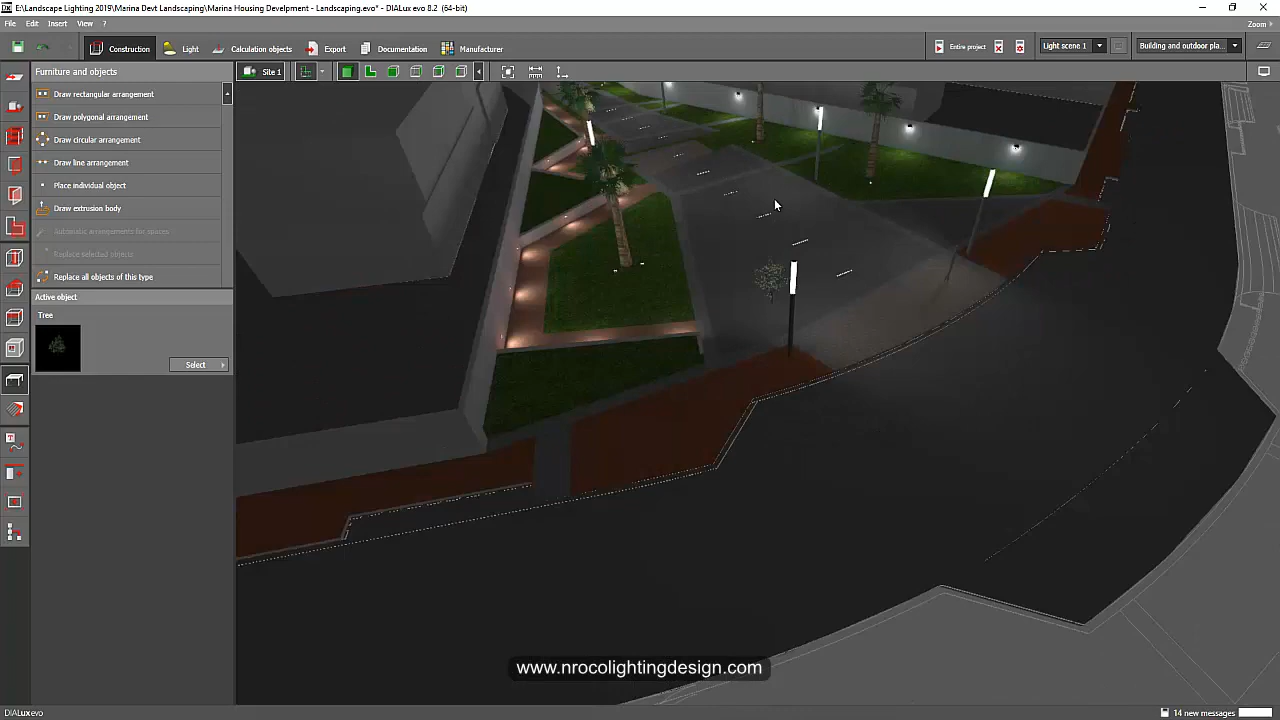 E:\Landscape Lighting 2019\Marina Devt Landscaping\Marina Housing Develpment - Landscaping.evo* - DIALux evo 8.2 (64-bit)
File Edit Insert View ?
Zoom
Construction Light Calculation objects Export Documentation Manufacturer
Entire project Light scene 1 Building and outdoor pla...
Furniture and objects
Site 1
Draw rectangular arrangement
Draw polygonal arrangement
Draw circular arrangement
Draw line arrangement
Place individual object
Draw extrusion body
Automatic arrangements for spaces
Replace selected objects
Replace all objects of this type
Active object
Tree
Select
www.nrocolightingdesign.com
DIALux evo
14 new messages